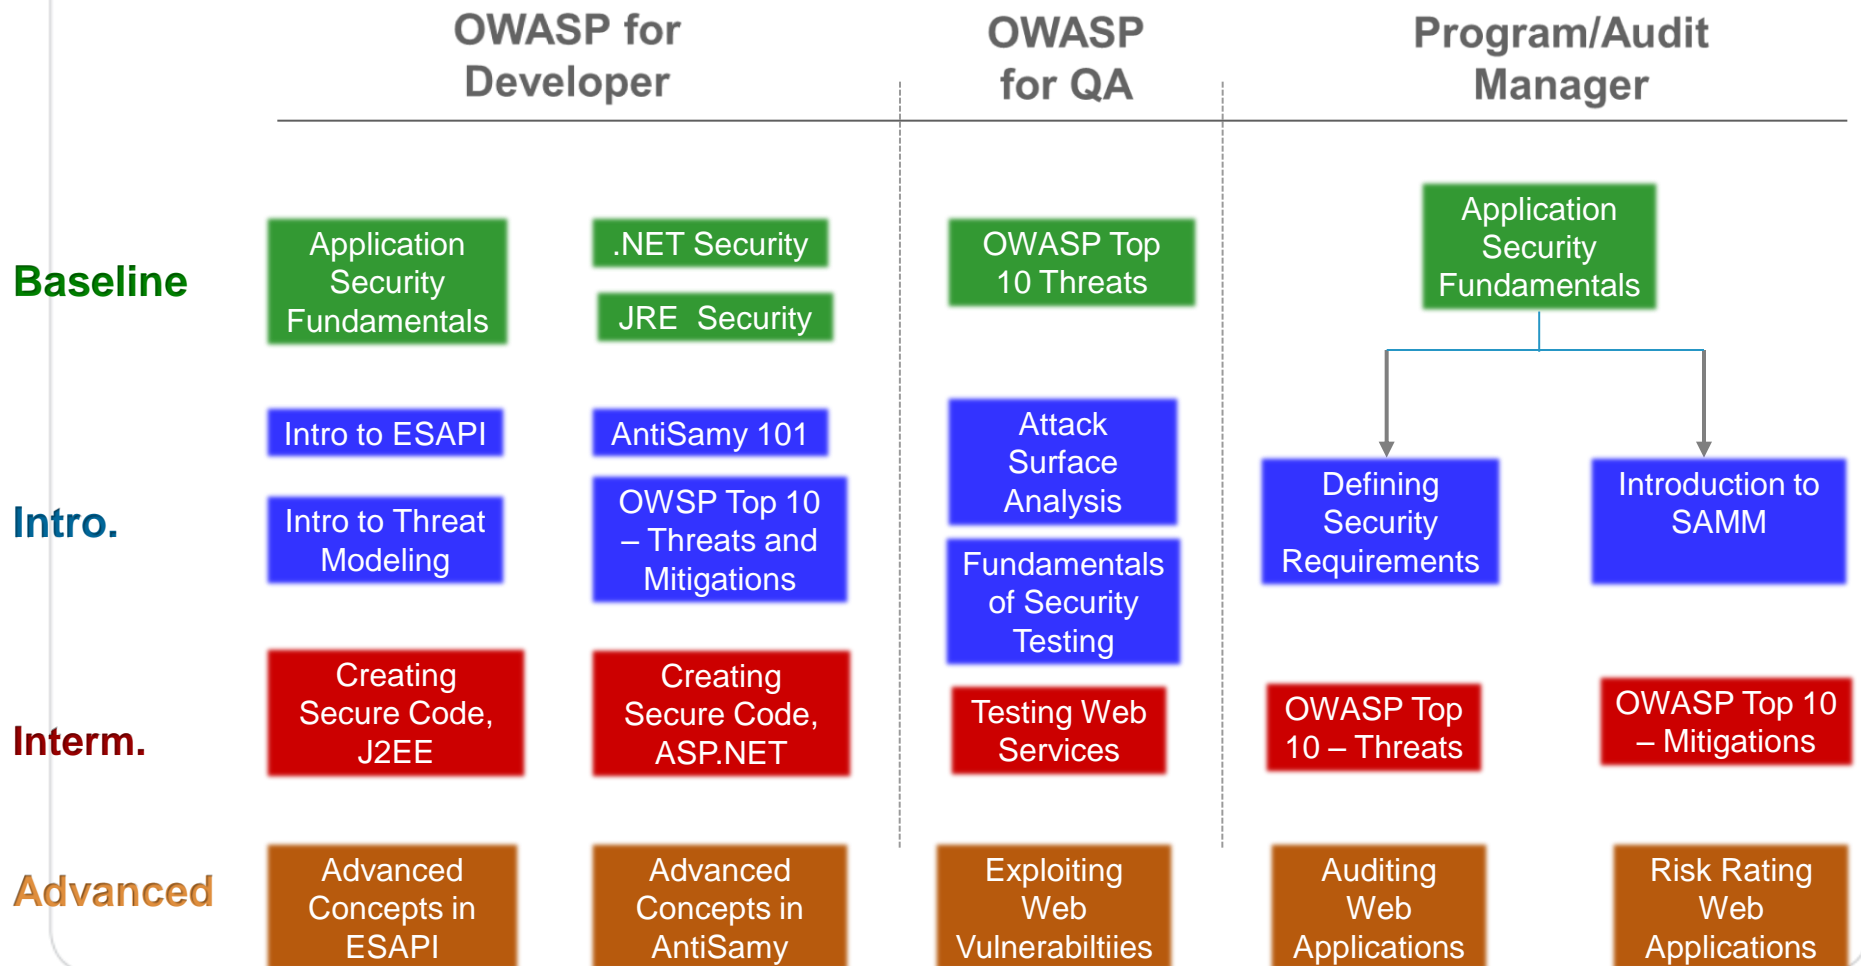 OWASP for
Developer
OWASP
for QA
Program/Audit
Manager
Baseline
Application
Security
Fundamentals
.NET Security
JRE  Security
OWASP Top
10 Threats
Application
Security
Fundamentals
Intro.
Intro to ESAPI
Intro to Threat
Modeling
AntiSamy 101
OWSP Top 10
– Threats and
Mitigations
Attack
Surface
Analysis
Fundamentals
of Security
Testing
Defining
Security
Requirements
Introduction to
SAMM
Interm.
Creating
Secure Code,
J2EE
Creating
Secure Code,
ASP.NET
Testing Web
Services
OWASP Top
10 – Threats
OWASP Top 10
– Mitigations
Advanced
Advanced
Concepts in
ESAPI
Advanced
Concepts in
AntiSamy
Exploiting
Web
Vulnerabiltiies
Auditing
Web
Applications
Risk Rating
Web
Applications